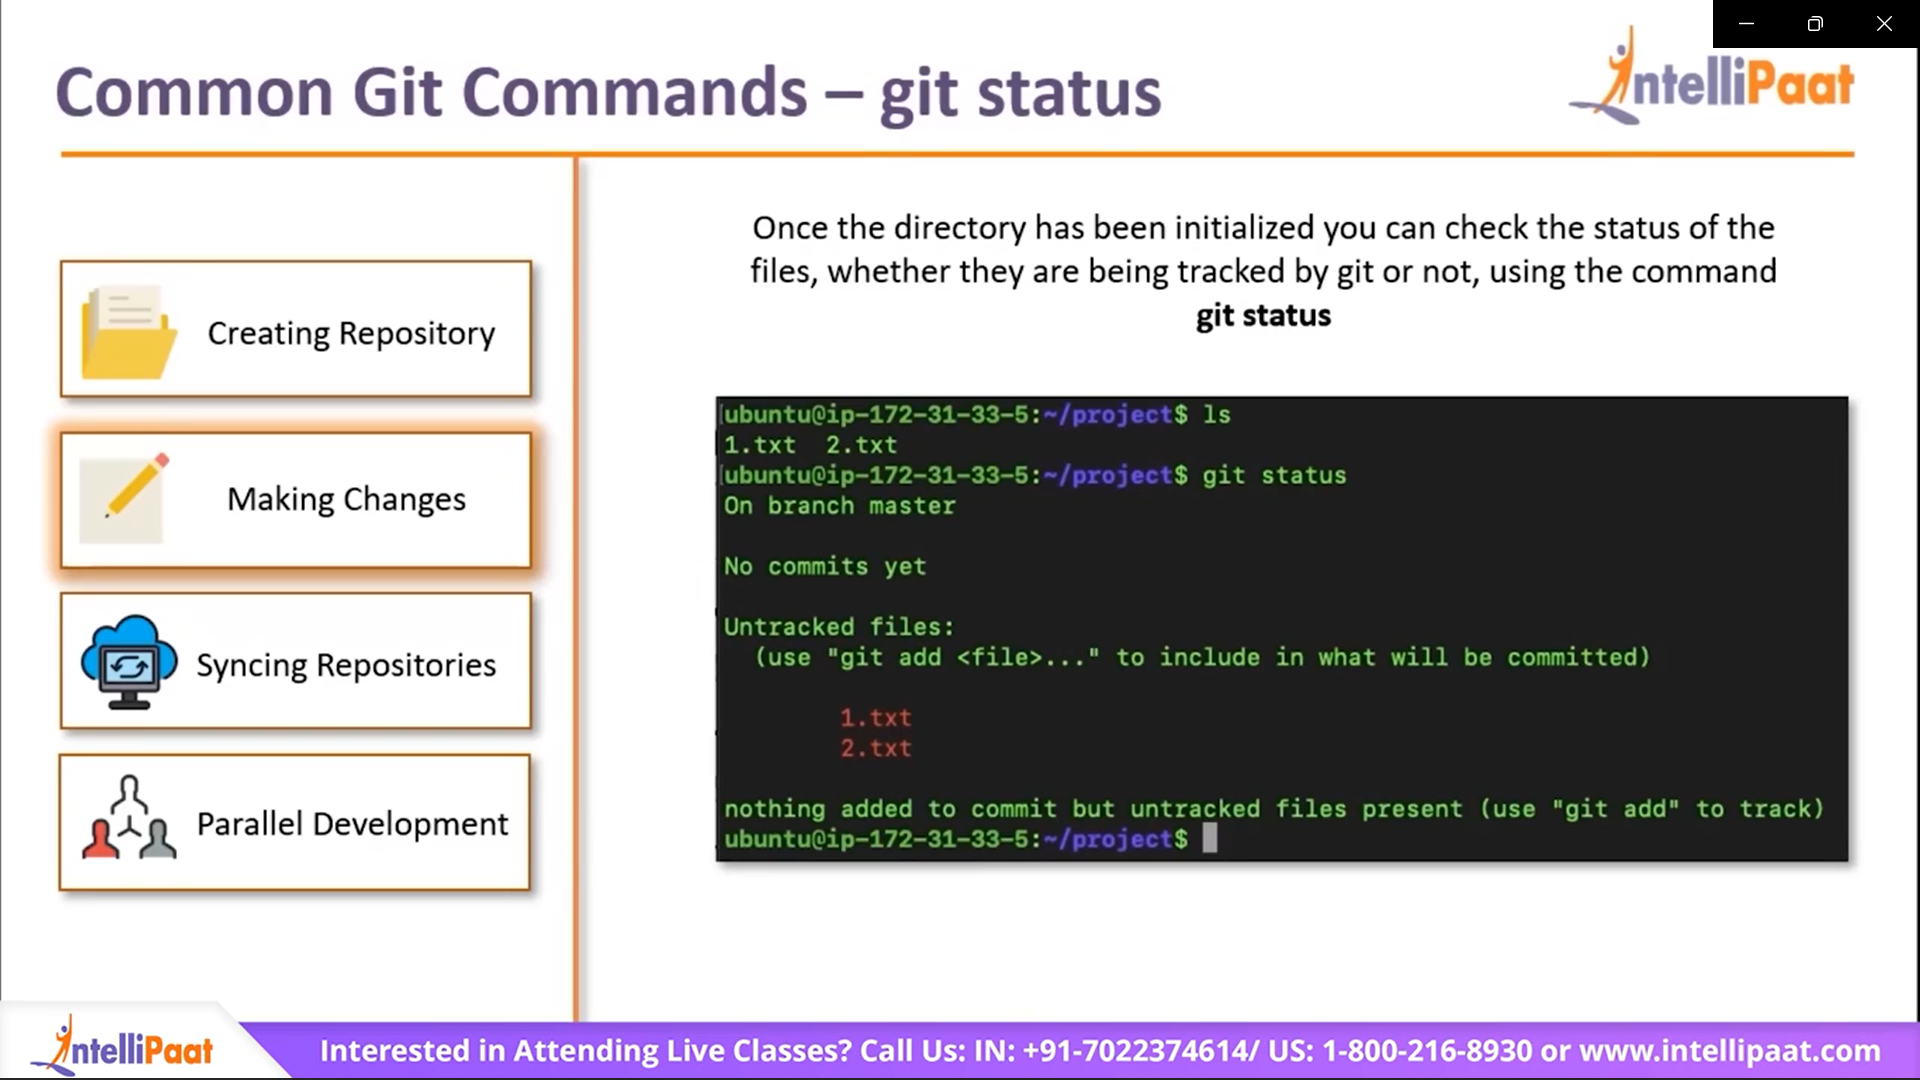 Common Git Commands – git status
IntelliPaat
Creating Repository
Making Changes
Syncing Repositories
Parallel Development
Once the directory has been initialized you can check the status of the
files, whether they are being tracked by git or not, using the command
git status
[ubuntu@ip-172-31-33-5:~/project$ ls
1.txt  2.txt
[ubuntu@ip-172-31-33-5:~/project$ git status
On branch master
No commits yet
Untracked files:
(use "git add <file>..." to include in what will be committed)
1.txt
2.txt
nothing added to commit but untracked files present (use "git add" to track)
ubuntu@ip-172-31-33-5:~/project$
IntelliPaat
Interested in Attending Live Classes? Call Us: IN: +91-7022374614/ US: 1-800-216-8930 or www.intellipaat.com